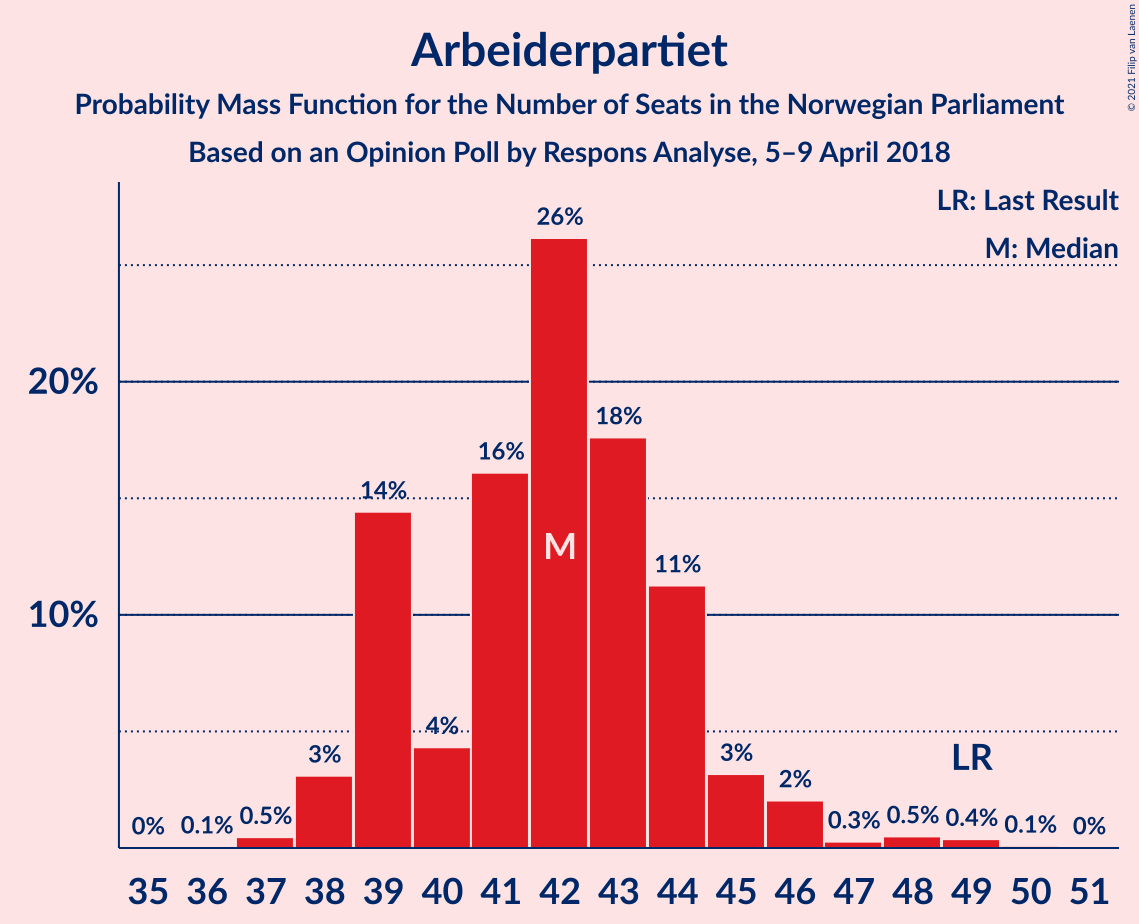 Arbeiderpartiet
Probability Mass Function for the Number of Seats in the Norwegian Parliament
Based on an Opinion Poll by Respons Analyse, 5–9 April 2018
© 2021 Filip van Laenen
LR: Last Result
M: Median
26%
20%
18%
16%
14%
M
11%
10%
4%
3%
3%
LR
2%
0%
0.1%
0.5%
0.3%
0.5%
0.4%
0.1%
0%
35 36 37 38 39 40 41 42 43 44 45 46 47 48 49 50 51